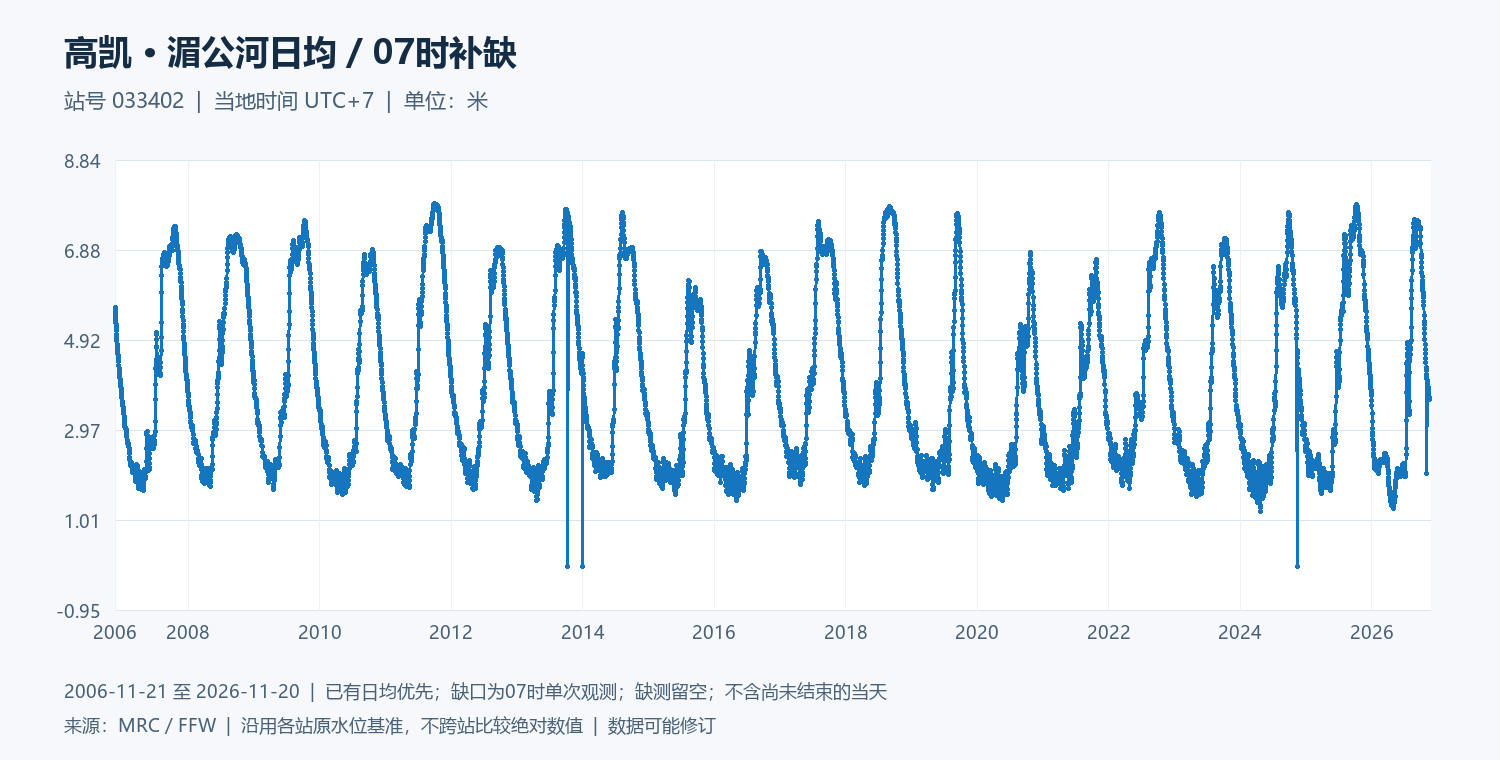 高凯 • 湄公河日均 / 07时补缺
站号 033402 | 当地时间 UTC+7 | 单位：米
8.84
6.88
4.92
2.97
1.01
-0.95
2006 2008 2010 2012 2014 2016 2018 2020 2022 2024 2026
2006-11-21 至 2026-11-20 | 已有日均优先；缺口为07时单次观测；缺测留空；不含尚未结束的当天
来源：MRC / FFW | 沿用各站原水位基准，不跨站比较绝对数值 | 数据可能修订